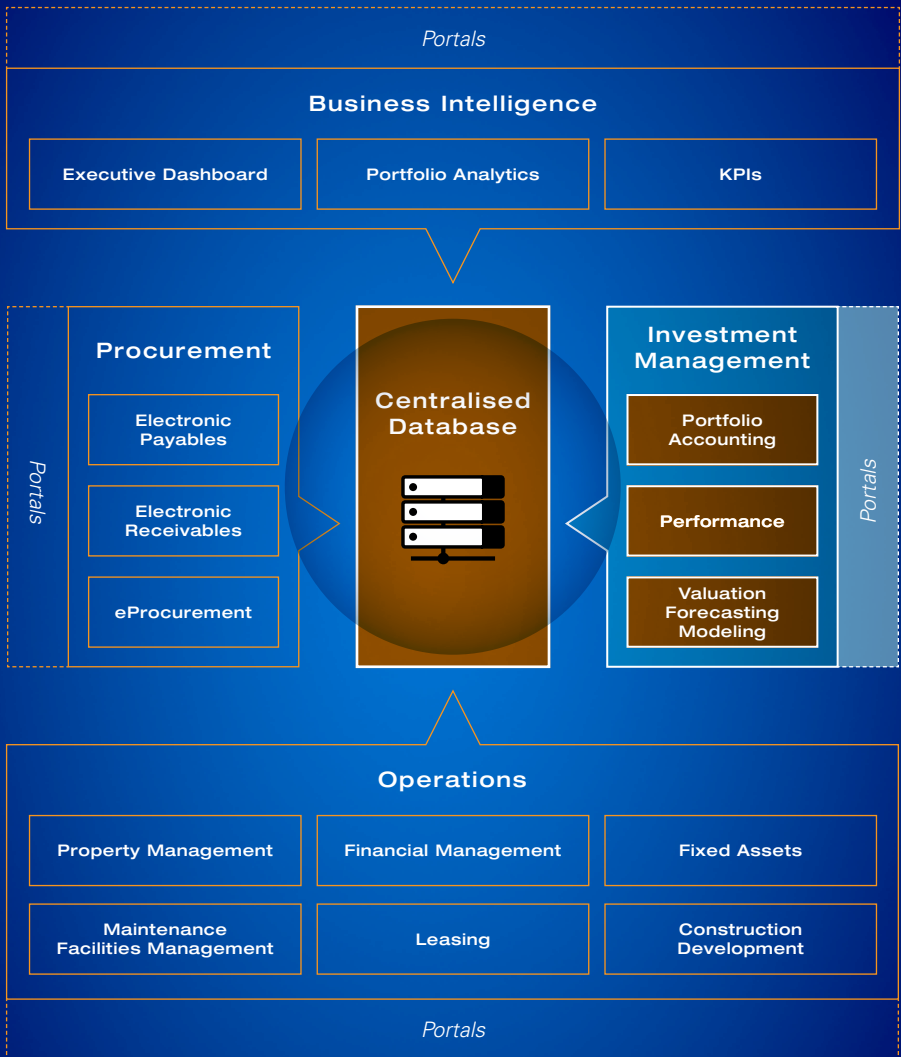 Portals
Business Intelligence
Executive Dashboard
Portfolio Analytics
KPIs
Portals
Procurement
Electronic
Payables
Electronic
Receivables
eProcurement
Centralised
Database
Investment
Management
Portfolio
Accounting
Performance
Valuation
Forecasting
Modeling
Portals
Operations
Property Management
Financial Management
Fixed Assets
Maintenance
Facilities Management
Leasing
Construction
Development
Portals